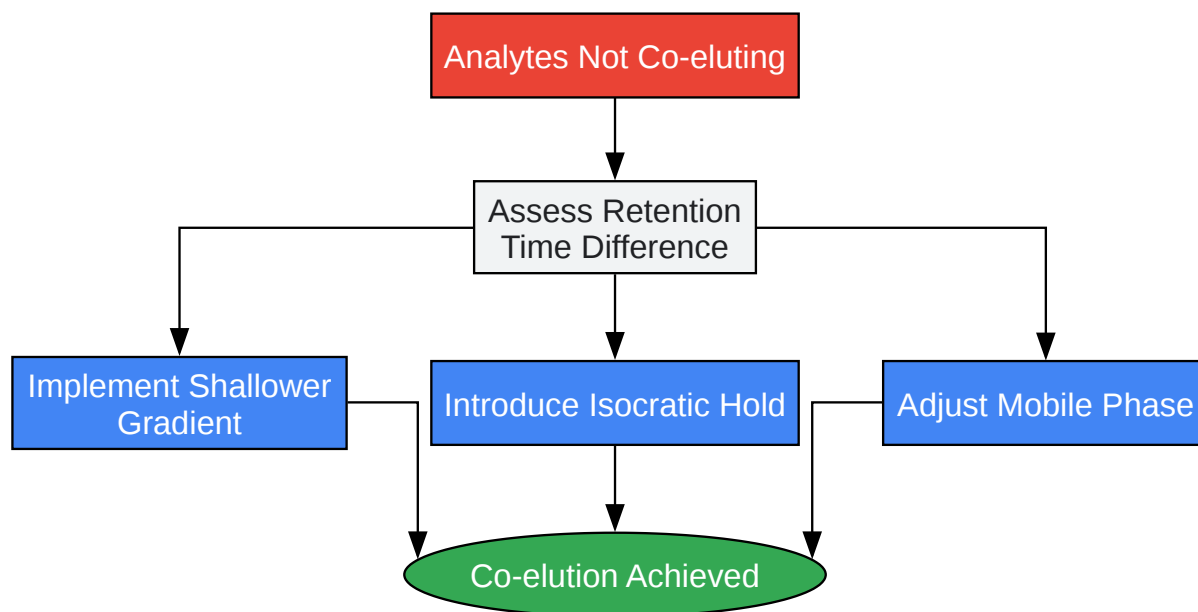 Analytes Not Co-eluting
Assess Retention
Time Difference
Implement Shallower
Gradient
Introduce Isocratic Hold
Adjust Mobile Phase
Co-elution Achieved